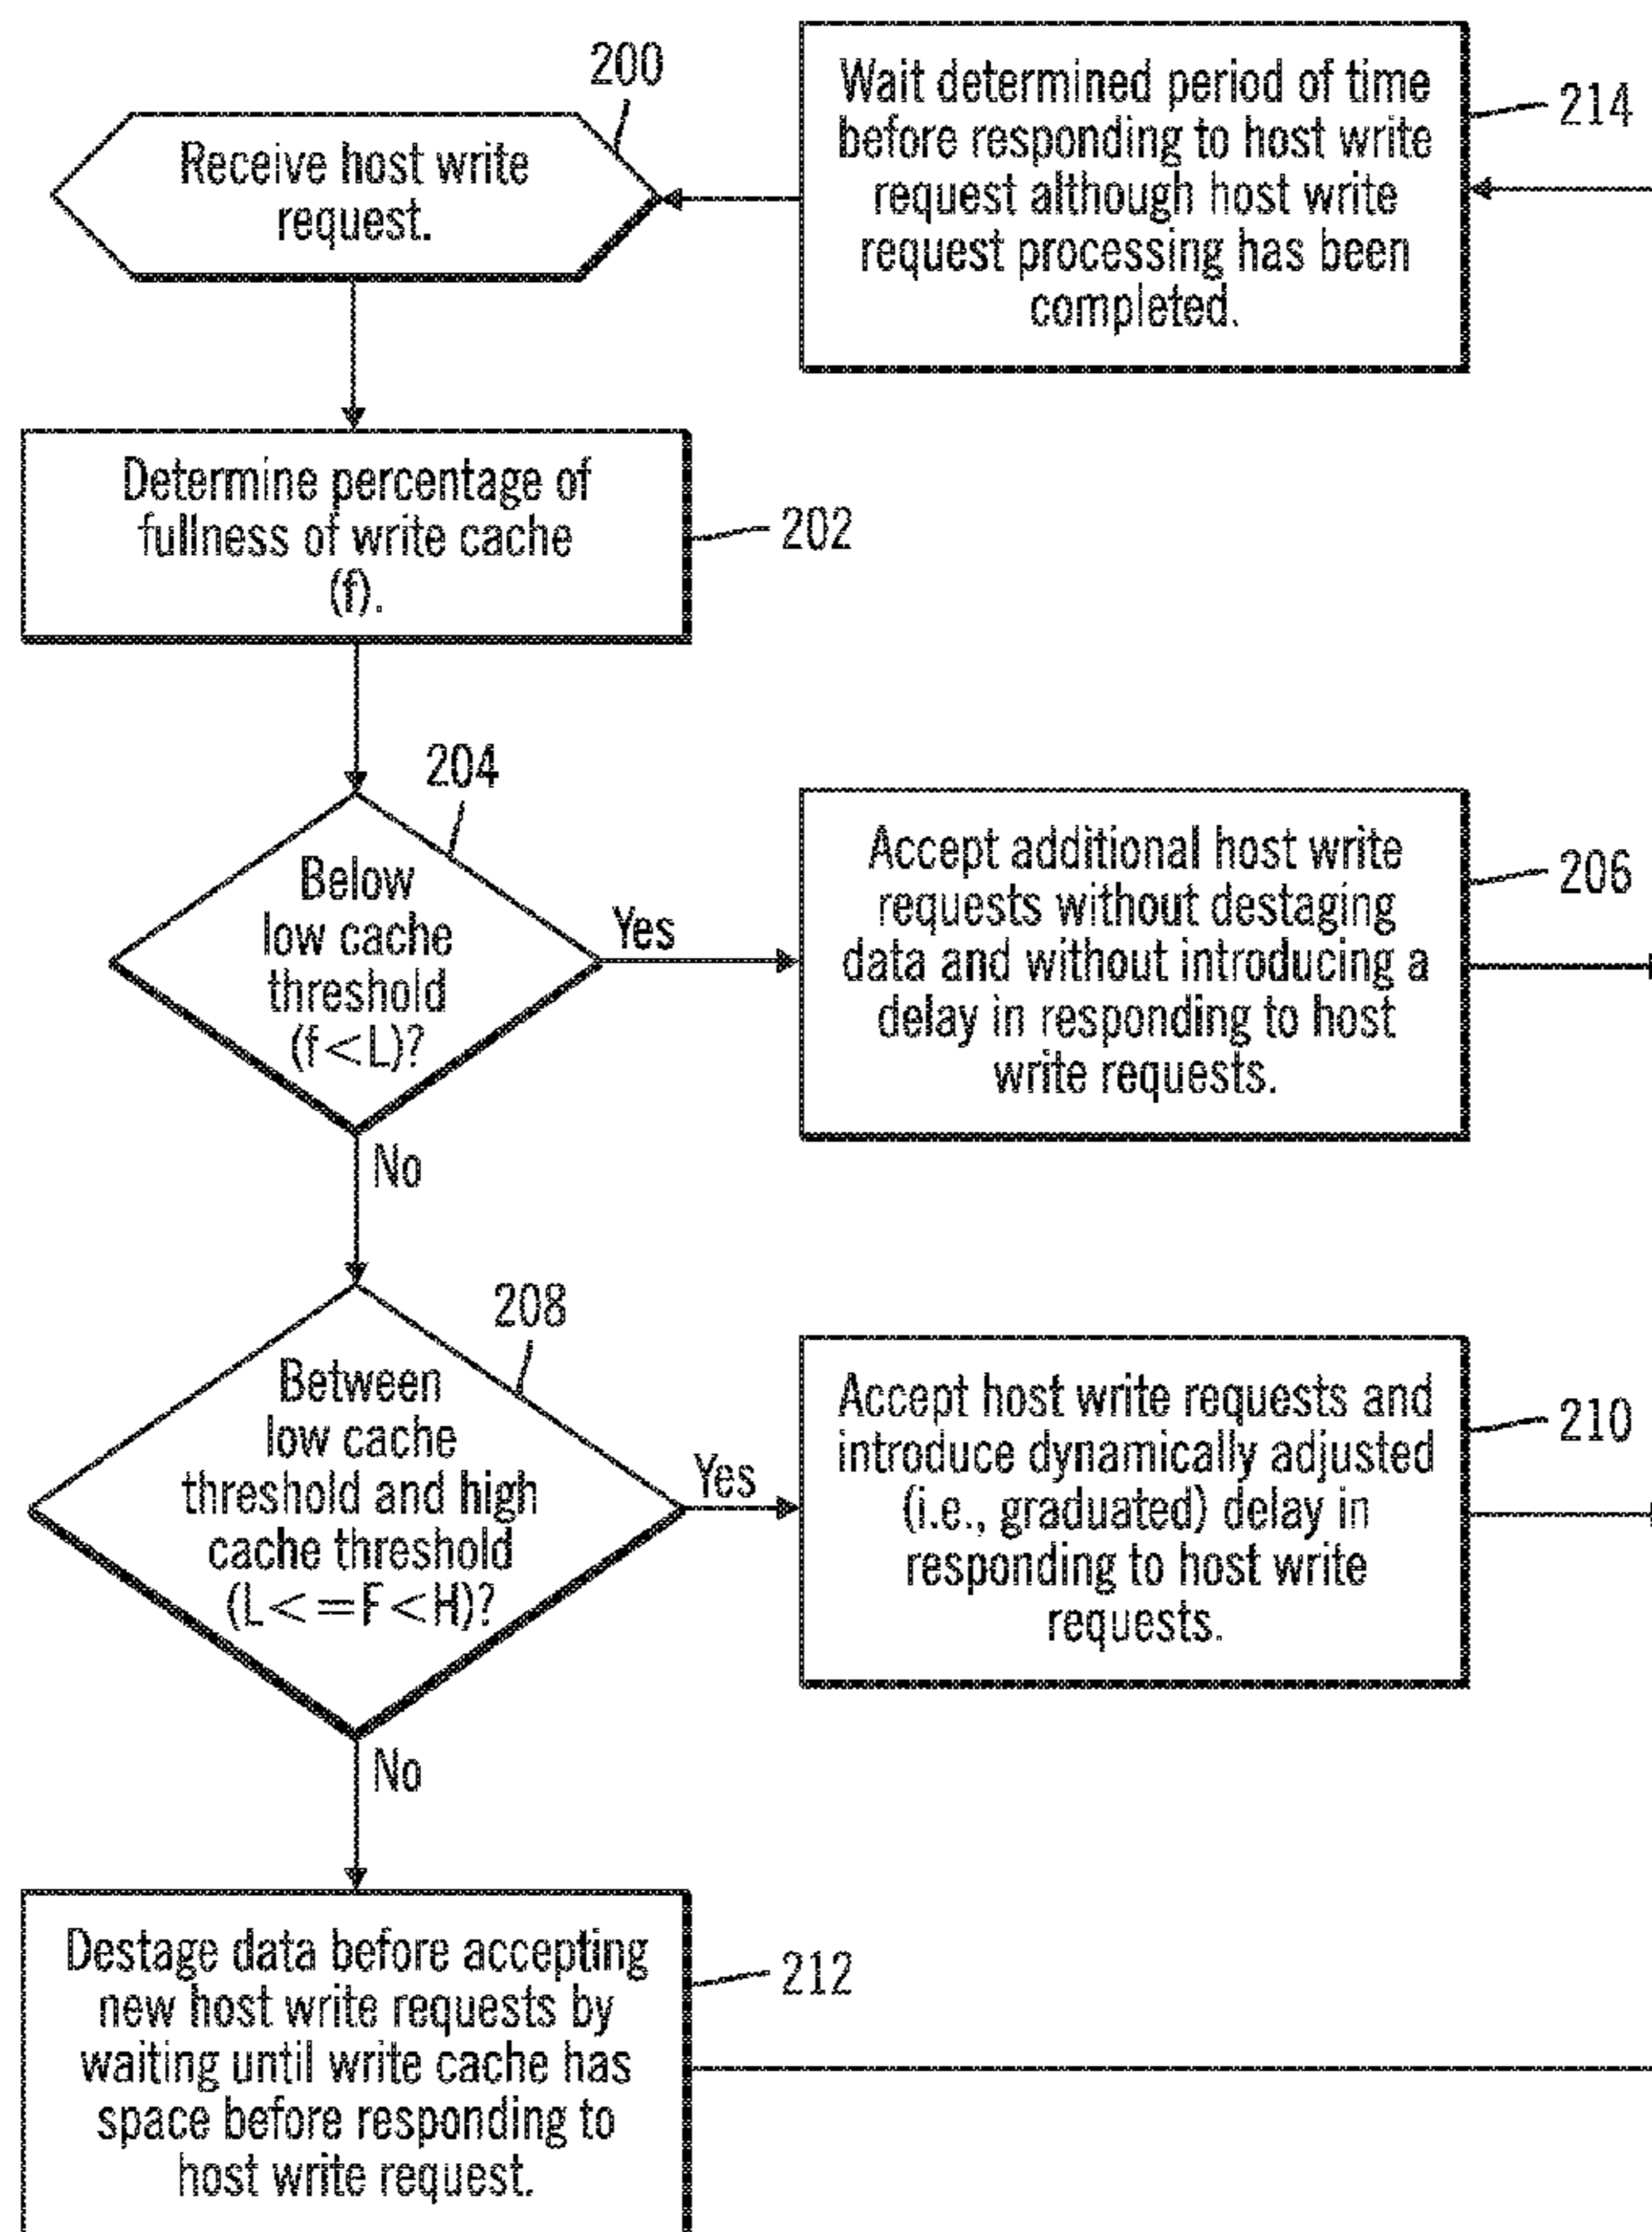 200
Receive host write
request.
Wait determined period of time
before responding to host write
request although host write
request processing has been
completed.
214
Determine percentage of
fullness of write cache
(f).
202
204
Below
low cache
threshold
(f<L)?
Yes
No
Accept additional host write
requests without destaging
data and without introducing a
delay in responding to host
write requests.
206
208
Between
low cache
threshold and high
cache threshold
(L<=F<H)?
Yes
No
Accept host write requests and
introduce dynamically adjusted
(i.e., graduated) delay in
responding to host write
requests.
210
Destage data before accepting
new host write requests by
waiting until write cache has
space before responding to
host write request.
212